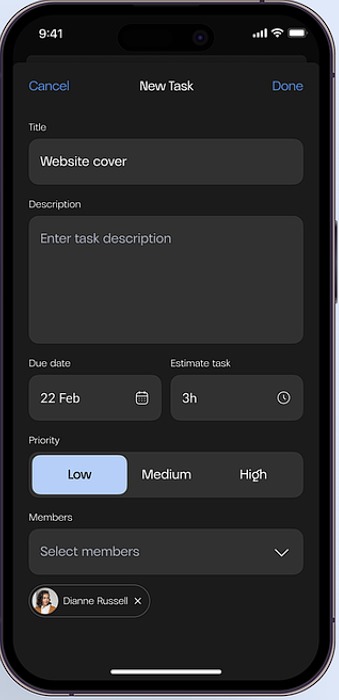 9:41
Cancel New Task Done
Title
Website cover
Description
Enter task description
Due date Estimate task
22 Feb 3h
Priority
Low Medium High
Members
Select members
Dianne Russell ×